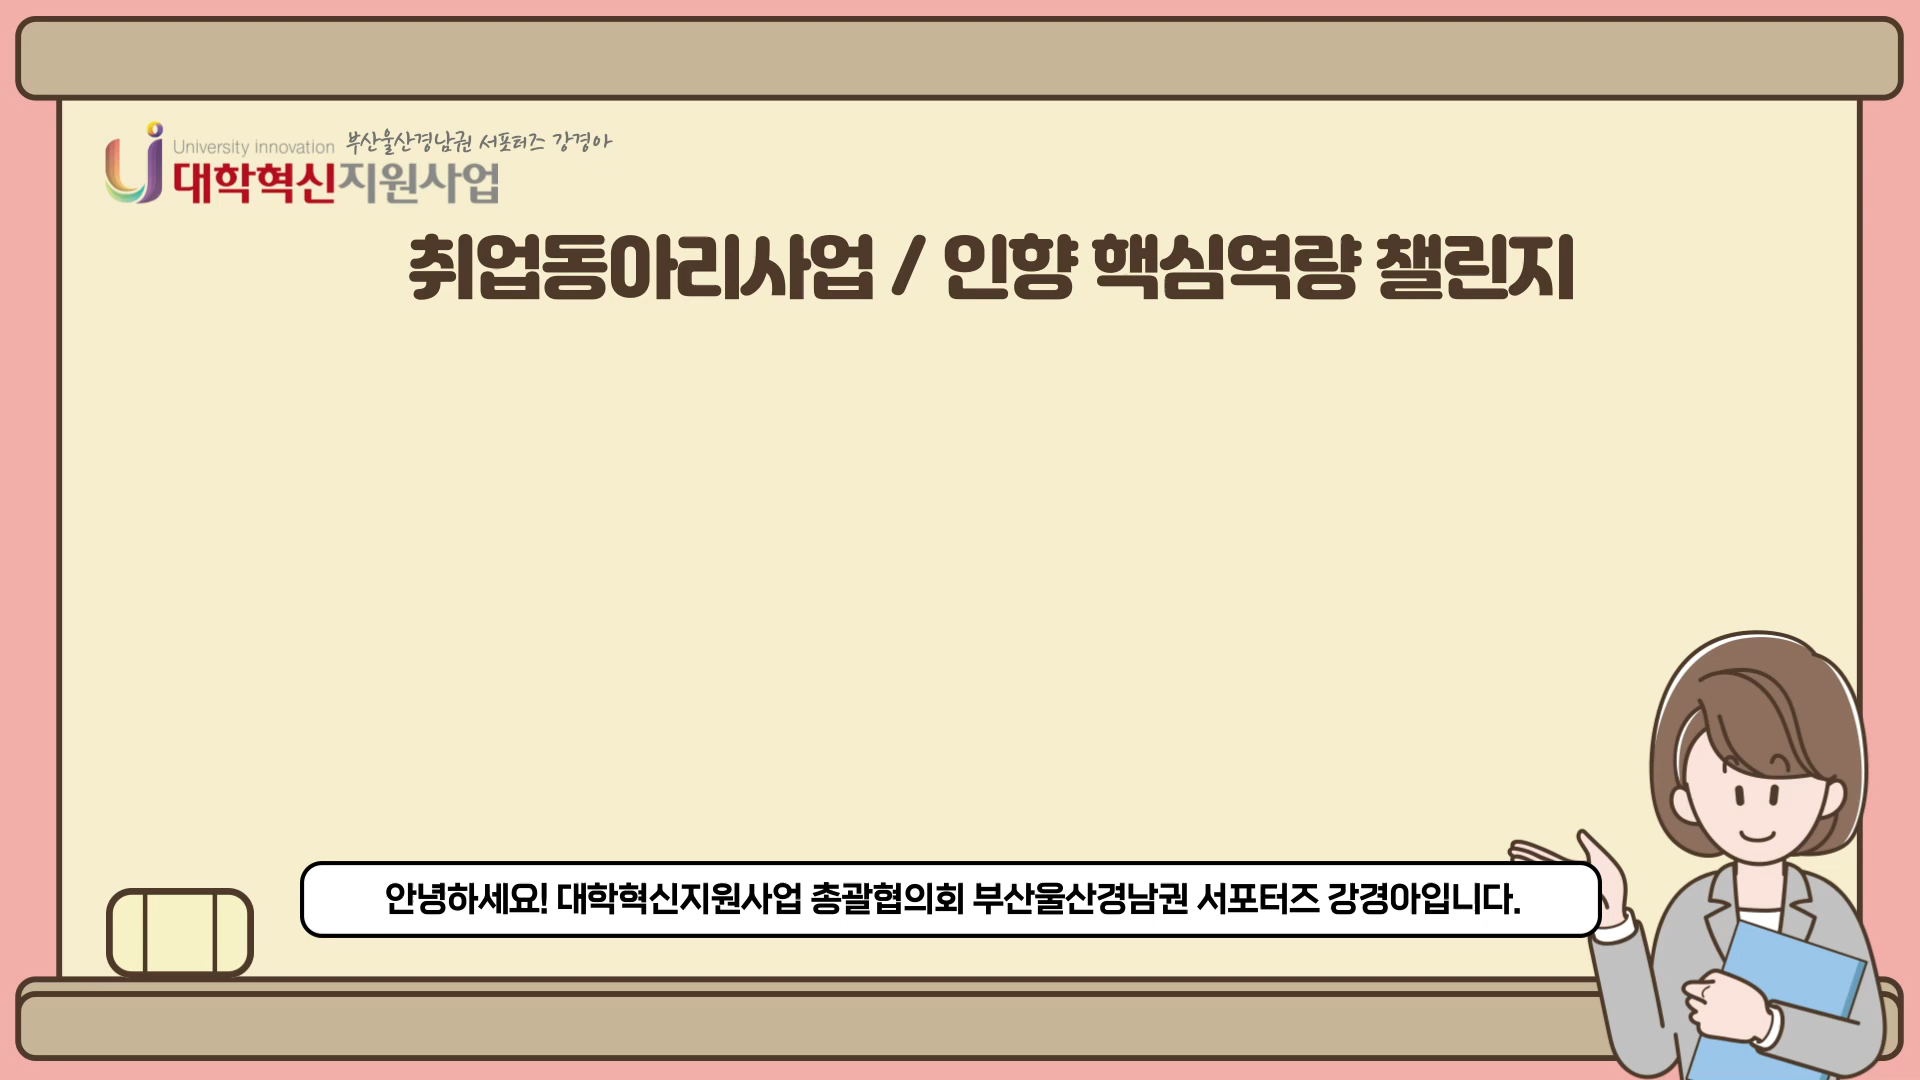 University innovation 부산울산경남권 서포터즈 강경아
대학혁신지원사업
취업동아리사업 / 인향 핵심역량 챌린지
안녕하세요! 대학혁신지원사업 총괄협의회 부산울산경남권 서포터즈 강경아입니다.